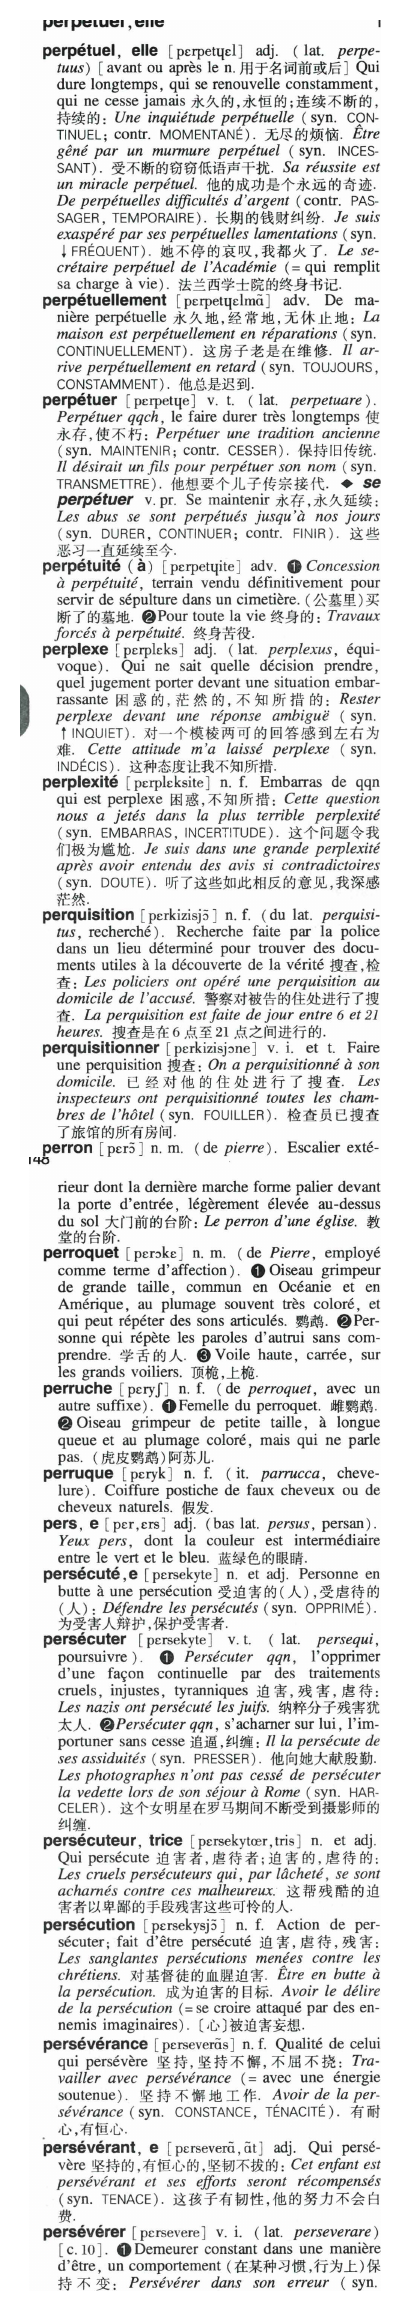 perpétuel, elle
perpétuel, elle [pɛrpetɥɛl] adj. (lat. perpe-
tuus) [avant ou après le n. 用于名词前或后] Qui
dure longtemps, qui se renouvelle constamment,
qui ne cesse jamais 永久的,永恒的;连续不断的,
持续的: Une inquiétude perpétuelle (syn. CON-
TINUEL; contr. MOMENTANÉ). 无尽的烦恼. Être
gêné par un murmure perpétuel (syn. INCES-
SANT). 受不断的窃窃低语声干扰. Sa réussite est
un miracle perpétuel. 他的成功是个永远的奇迹.
De perpétuelles difficultés d'argent (contr. PAS-
SAGER, TEMPORAIRE). 长期的钱财纠纷. Je suis
exaspéré par ses perpétuelles lamentations (syn.
↓FRÉQUENT). 她不停的哀叹,我都火了. Le se-
crétaire perpétuel de l'Académie (= qui remplit
sa charge à vie). 法兰西学士院的终身书记.
perpétuellement [pɛrpetɥɛlmɑ̃] adv. De ma-
nière perpétuelle 永久地,经常地,无休止地: La
maison est perpétuellement en réparations (syn.
CONTINUELLEMENT). 这房子老是在维修. Il ar-
rive perpétuellement en retard (syn. TOUJOURS,
CONSTAMMENT). 他总是迟到.
perpétuer [pɛrpetɥe] v. t. (lat. perpetuare).
Perpétuer qqch, le faire durer très longtemps 使
永存,使不朽: Perpétuer une tradition ancienne
(syn. MAINTENIR; contr. CESSER). 保持旧传统.
Il désirait un fils pour perpétuer son nom (syn.
TRANSMETTRE). 他想要个儿子传宗接代. ◆ se
perpétuer v. pr. Se maintenir 永存,永久延续:
Les abus se sont perpétués jusqu'à nos jours
(syn. DURER, CONTINUER; contr. FINIR). 这些
恶习一直延续至今.
perpétuité (à) [pɛrpetɥite] adv. ❶ Concession
à perpétuité, terrain vendu définitivement pour
servir de sépulture dans un cimetière. (公墓里)买
断了的墓地. ❷ Pour toute la vie 终身的: Travaux
forcés à perpétuité. 终身苦役.
perplexe [pɛrplɛks] adj. (lat. perplexus, équi-
voque). Qui ne sait quelle décision prendre,
quel jugement porter devant une situation embar-
rassante 困惑的,茫然的,不知所措的: Rester
perplexe devant une réponse ambiguë (syn.
↑INQUIET). 对一个模棱两可的回答感到左右为
难. Cette attitude m'a laissé perplexe (syn.
INDÉCIS). 这种态度让我不知所措.
perplexité [pɛrplɛksite] n. f. Embarras de qqn
qui est perplexe 困惑,不知所措: Cette question
nous a jetés dans la plus terrible perplexité
(syn. EMBARRAS, INCERTITUDE). 这个问题令我
们极为尴尬. Je suis dans une grande perplexité
après avoir entendu des avis si contradictoires
(syn. DOUTE). 听了这些如此相反的意见,我深感
茫然.
perquisition [pɛrkizisjɔ̃] n. f. (du lat. perquisi-
tus, recherché). Recherche faite par la police
dans un lieu déterminé pour trouver des docu-
ments utiles à la découverte de la vérité 搜查,检
查: Les policiers ont opéré une perquisition au
domicile de l'accusé. 警察对被告的住处进行了搜
查. La perquisition est faite de jour entre 6 et 21
heures. 搜查是在6点至21点之间进行的.
perquisitionner [pɛrkizisjɔne] v. i. et t. Faire
une perquisition 搜查: On a perquisitionné à son
domicile. 已经对他的住处进行了搜查. Les
inspecteurs ont perquisitionné toutes les cham-
bres de l'hôtel (syn. FOUILLER). 检查员已搜查
了旅馆的所有房间.
perron [pɛrɔ̃] n. m. (de pierre). Escalier exté-
rieur dont la dernière marche forme palier devant
la porte d'entrée, légèrement élevée au-dessus
du sol 大门前的台阶: Le perron d'une église. 教
堂的台阶.
perroquet [pɛrɔkɛ] n. m. (de Pierre, employé
comme terme d'affection). ❶ Oiseau grimpeur
de grande taille, commun en Océanie et en
Amérique, au plumage souvent très coloré, et
qui peut répéter des sons articulés. 鹦鹉. ❷ Per-
sonne qui répète les paroles d'autrui sans com-
prendre. 学舌的人. ❸ Voile haute, carrée, sur
les grands voiliers. 顶桅,上桅.
perruche [pɛryʃ] n. f. (de perroquet, avec un
autre suffixe). ❶ Femelle du perroquet. 雌鹦鹉.
❷ Oiseau grimpeur de petite taille, à longue
queue et au plumage coloré, mais qui ne parle
pas. (虎皮鹦鹉)阿苏儿.
perruque [pɛryk] n. f. (it. parrucca, cheve-
lure). Coiffure postiche de faux cheveux ou de
cheveux naturels. 假发.
pers, e [pɛr,ɛrs] adj. (bas lat. persus, persan).
Yeux pers, dont la couleur est intermédiaire
entre le vert et le bleu. 蓝绿色的眼睛.
persécuté, e [pɛrsekyte] n. et adj. Personne en
butte à une persécution 受迫害的(人),受虐待的
(人): Défendre les persécutés (syn. OPPRIMÉ).
为受害人辩护,保护受害者.
persécuter [pɛrsekyte] v. t. (lat. persequi,
poursuivre). ❶ Persécuter qqn, l'opprimer
d'une façon continuelle par des traitements
cruels, injustes, tyranniques 迫害,残害,虐待:
Les nazis ont persécuté les juifs. 纳粹分子残害犹
太人. ❷ Persécuter qqn, s'acharner sur lui, l'im-
portuner sans cesse 追逼,纠缠: Il la persécute de
ses assiduités (syn. PRESSER). 他向她大献殷勤.
Les photographes n'ont pas cessé de persécuter
la vedette lors de son séjour à Rome (syn. HAR-
CELER). 这个女明星在罗马期间不断受到摄影师的
纠缠.
persécuteur, trice [pɛrsekytœr,tris] n. et adj.
Qui persécute 迫害者,虐待者;迫害的,虐待的:
Les cruels persécuteurs qui, par lâcheté, se sont
acharnés contre ces malheureux. 这帮残酷的迫
害者以卑鄙的手段残害这些可怜的人.
persécution [pɛrsekysjɔ̃] n. f. Action de per-
sécuter; fait d'être persécuté 迫害,虐待,残害:
Les sanglantes persécutions menées contre les
chrétiens. 对基督徒的血腥迫害. Être en butte à
la persécution. 成为迫害的目标. Avoir le délire
de la persécution (= se croire attaqué par des en-
nemis imaginaires). [心]被迫害妄想.
persévérance [pɛrseverɑ̃s] n. f. Qualité de celui
qui persévère 坚持,坚持不懈,不屈不挠: Tra-
vailler avec persévérance (= avec une énergie
soutenue). 坚持不懈地工作. Avoir de la per-
sévérance (syn. CONSTANCE, TÉNACITÉ). 有耐
心,有恒心.
persévérant, e [pɛrseverɑ̃,ɑ̃t] adj. Qui persé-
vère 坚持的,有恒心的,坚韧不拔的: Cet enfant est
persévérant et ses efforts seront récompensés
(syn. TENACE). 这孩子有韧性,他的努力不会白
费.
persévérer [pɛrsevere] v. i. (lat. perseverare)
[c. 10]. ❶ Demeurer constant dans une manière
d'être, un comportement (在某种习惯,行为上)保
持不变: Persévérer dans son erreur (syn.